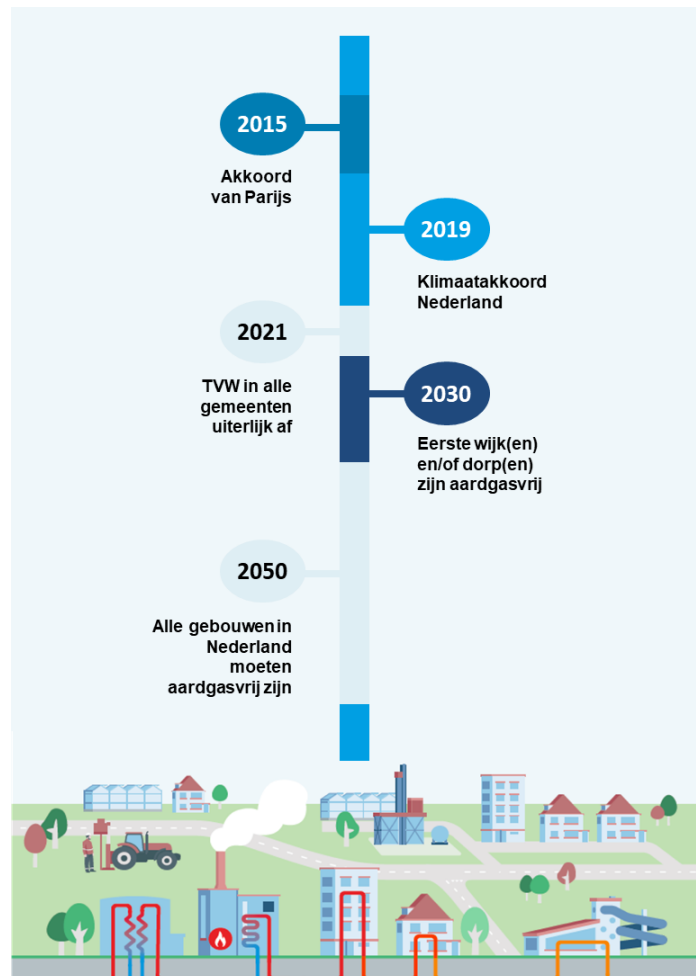 2015
Akkoord
van Parijs
2019
Klimaatakkoord
Nederland
2021
TVW in alle
gemeenten
uiterlijk af
2030
Eerste wijk(en)
en/of dorp(en)
zijn aardgasvrij
2050
Alle gebouwen in
Nederland
moeten
aardgasvrij zijn